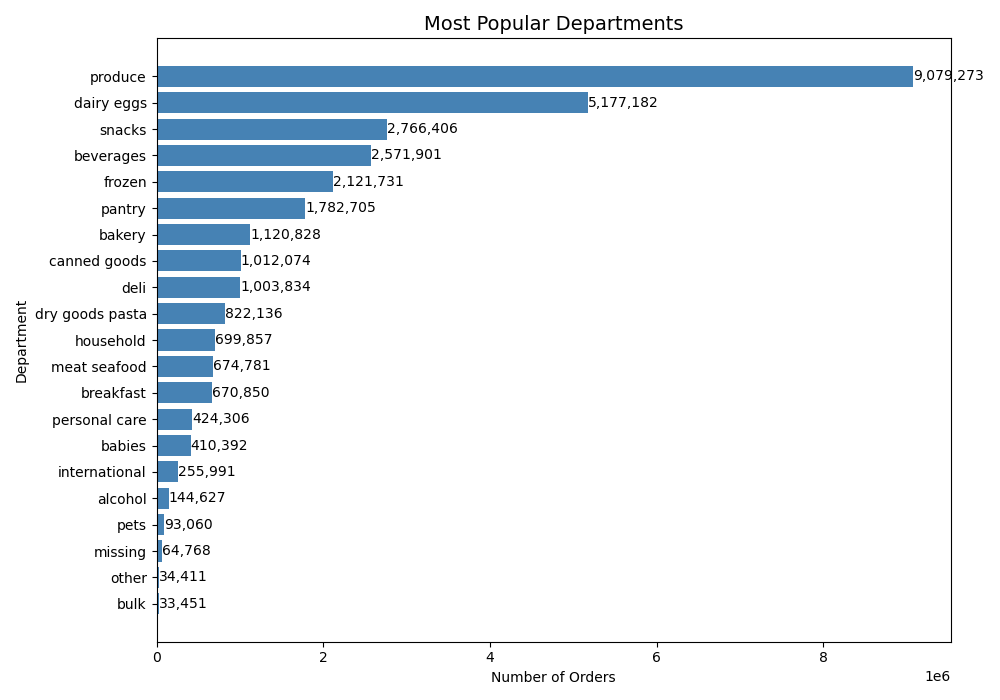 Most Popular Departments
produce 9,079,273
dairy eggs 5,177,182
snacks 2,766,406
beverages 2,571,901
frozen 2,121,731
pantry 1,782,705
bakery 1,120,828
canned goods 1,012,074
deli 1,003,834
dry goods pasta 822,136
household 699,857
meat seafood 674,781
breakfast 670,850
personal care 424,306
babies 410,392
international 255,991
alcohol 144,627
pets 93,060
missing 64,768
other 34,411
bulk 33,451
Department
0 2 4 6 8
1e6
Number of Orders